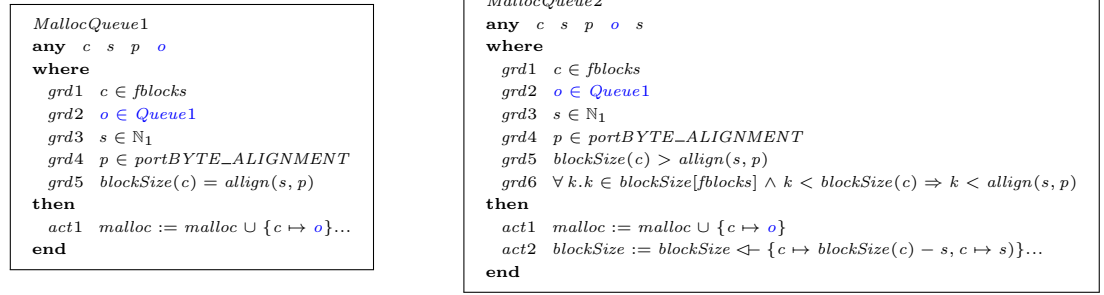 MallocQueue1
any c s p o
where
grd1 c ∈ fblocks
grd2 o ∈ Queue1
grd3 s ∈ ℕ₁
grd4 p ∈ portBYTE_ALIGNMENT
grd5 blockSize(c) = allign(s, p)
then
act1 malloc := malloc ∪ {c ↦ o}...
end
MallocQueue2
any c s p o s
where
grd1 c ∈ fblocks
grd2 o ∈ Queue1
grd3 s ∈ ℕ₁
grd4 p ∈ portBYTE_ALIGNMENT
grd5 blockSize(c) > allign(s, p)
grd6 ∀ k.k ∈ blockSize[fblocks] ∧ k < blockSize(c) ⇒ k < allign(s, p)
then
act1 malloc := malloc ∪ {c ↦ o}
act2 blockSize := blockSize ⩤ {c ↦ blockSize(c) − s, c ↦ s)}...
end